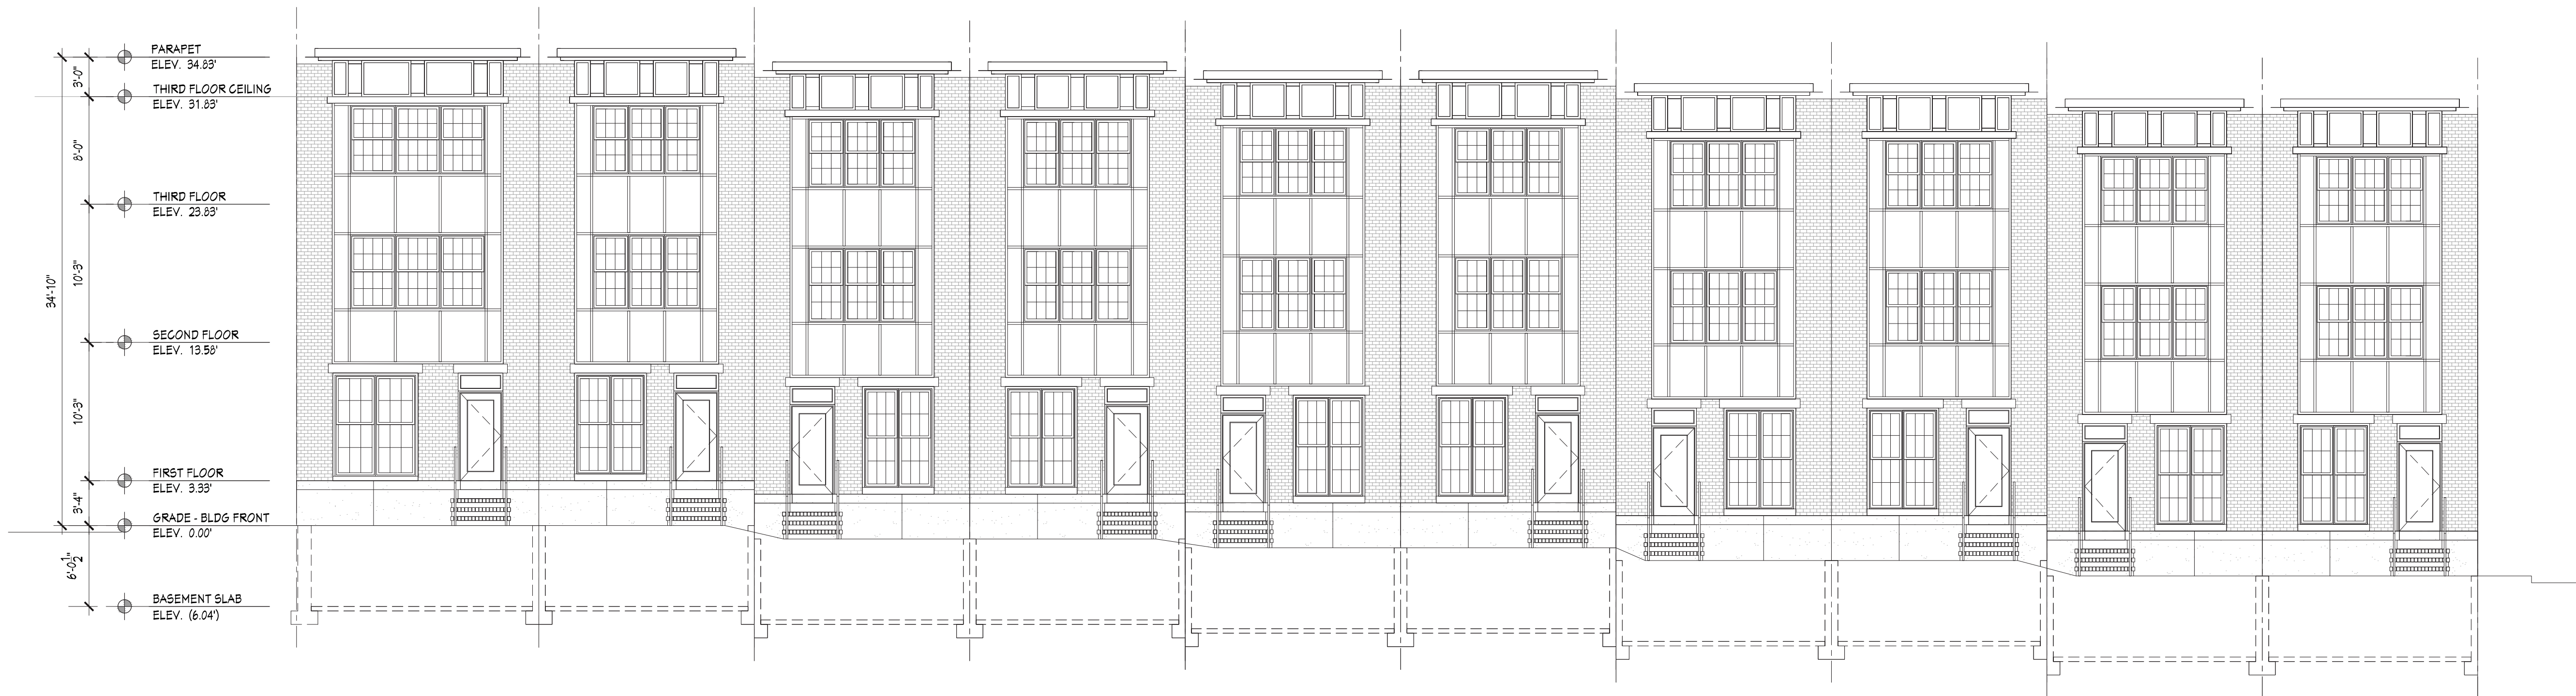 PARAPET
ELEV. 34.83'
THIRD FLOOR CEILING
ELEV. 31.83'
THIRD FLOOR
ELEV. 23.83'
SECOND FLOOR
ELEV. 13.58'
FIRST FLOOR
ELEV. 3.33'
GRADE - BLDG FRONT
ELEV. 0.00'
BASEMENT SLAB
ELEV. (6.04')
3'-0"
8'-0"
10'-3"
10'-3"
3'-4"
6'-0 1/2"
34'-10"